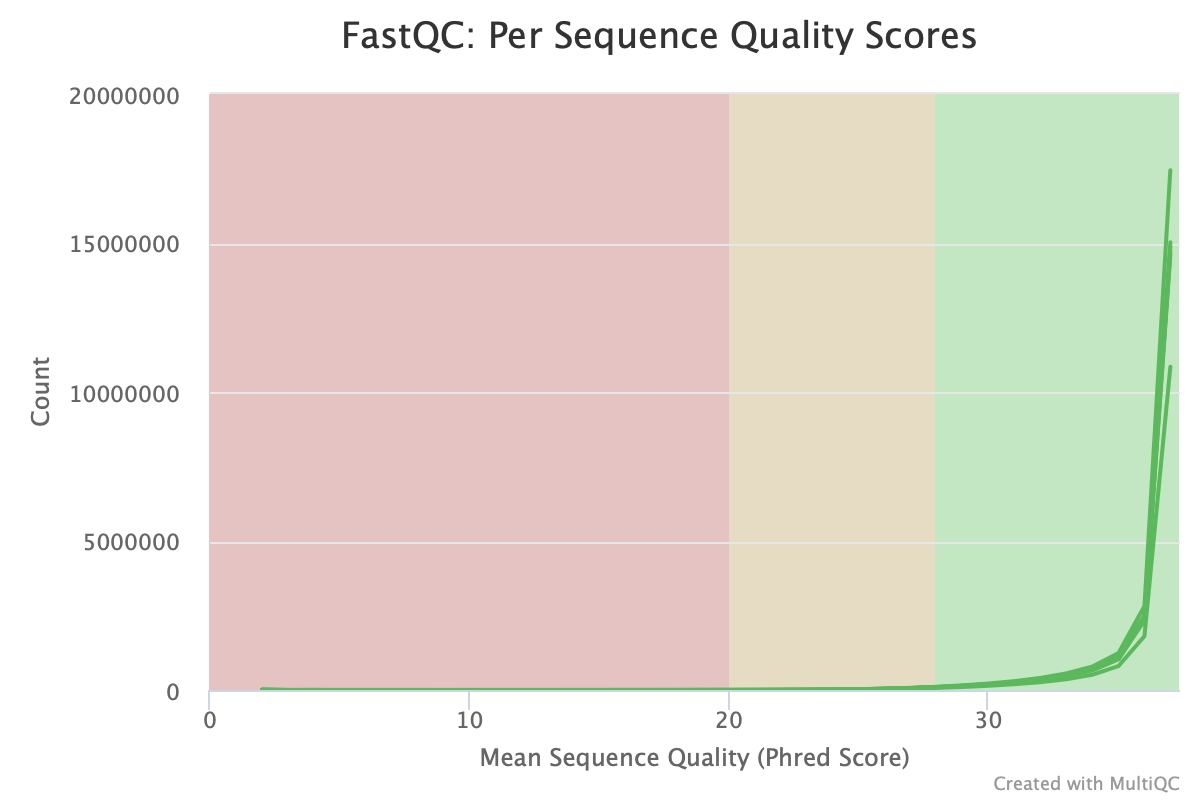 FastQC: Per Sequence Quality Scores
20000000
15000000
10000000
5000000
0
Count
0 10 20 30
Mean Sequence Quality (Phred Score)
Created with MultiQC